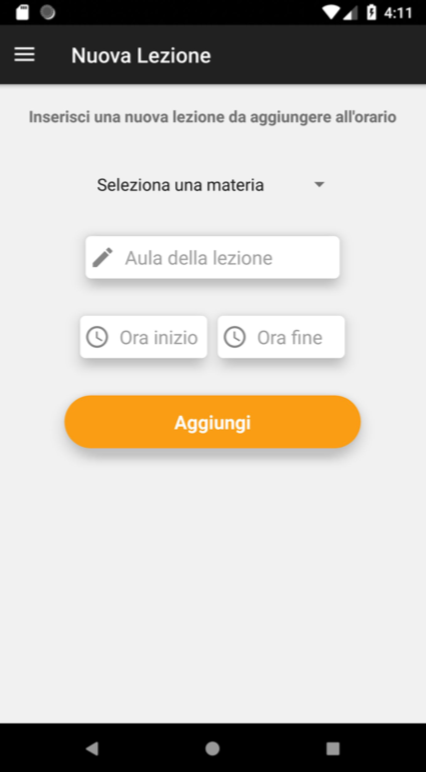 4:11
Nuova Lezione
Inserisci una nuova lezione da aggiungere all'orario
Seleziona una materia
Aula della lezione
Ora inizio Ora fine
Aggiungi